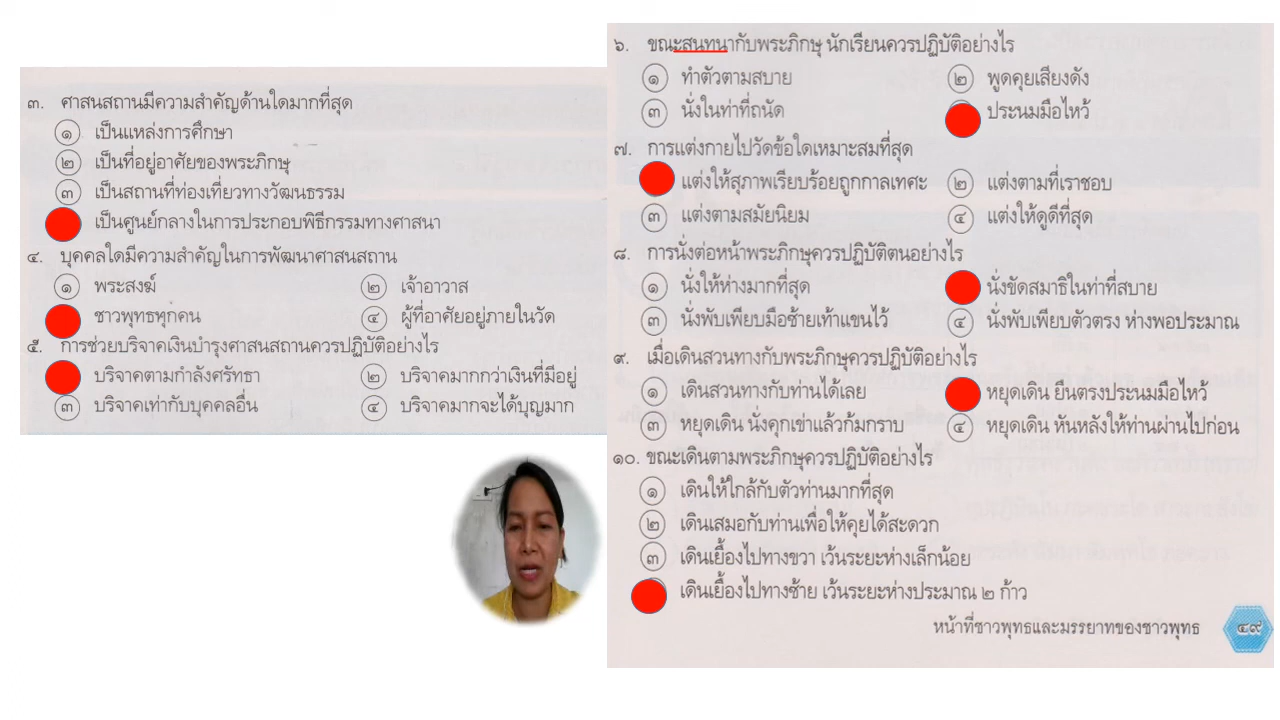 ๓. ศาสนสถานมีความสำคัญด้านใดมากที่สุด
๑ เป็นแหล่งการศึกษา
๒ เป็นที่อยู่อาศัยของพระภิกษุ
๓ เป็นสถานที่ท่องเที่ยวทางวัฒนธรรม
เป็นศูนย์กลางในการประกอบพิธีกรรมทางศาสนา
๔. บุคคลใดมีความสำคัญในการพัฒนาศาสนสถาน
๑ พระสงฆ์ ๒ เจ้าอาวาส
ชาวพุทธทุกคน ๔ ผู้ที่อาศัยอยู่ภายในวัด
๕. การช่วยบริจาคเงินบำรุงศาสนสถานควรปฏิบัติอย่างไร
บริจาคตามกำลังศรัทธา ๒ บริจาคมากกว่าเงินที่มีอยู่
๓ บริจาคเท่ากับบุคคลอื่น ๔ บริจาคมากจะได้บุญมาก
๖. ขณะสนทนากับพระภิกษุ นักเรียนควรปฏิบัติอย่างไร
๑ ทำตัวตามสบาย ๒ พูดคุยเสียงดัง
๓ นั่งในท่าที่ถนัด ประนมมือไหว้
๗. การแต่งกายไปวัดข้อใดเหมาะสมที่สุด
แต่งให้สุภาพเรียบร้อยถูกกาลเทศะ ๒ แต่งตามที่เราชอบ
๓ แต่งตามสมัยนิยม ๔ แต่งให้ดูดีที่สุด
๘. การนั่งต่อหน้าพระภิกษุควรปฏิบัติตนอย่างไร
๑ นั่งให้ห่างมากที่สุด นั่งขัดสมาธิในท่าที่สบาย
๓ นั่งพับเพียบมือซ้ายเท้าแขนไว้ ๔ นั่งพับเพียบตัวตรง ห่างพอประมาณ
๙. เมื่อเดินสวนทางกับพระภิกษุควรปฏิบัติอย่างไร
๑ เดินสวนทางกับท่านได้เลย หยุดเดิน ยืนตรงประนมมือไหว้
๓ หยุดเดิน นั่งคุกเข่าแล้วก้มกราบ ๔ หยุดเดิน หันหลังให้ท่านผ่านไปก่อน
๑๐. ขณะเดินตามพระภิกษุควรปฏิบัติอย่างไร
๑ เดินให้ใกล้กับตัวท่านมากที่สุด
๒ เดินเสมอกับท่านเพื่อให้คุยได้สะดวก
๓ เดินเยื้องไปทางขวา เว้นระยะห่างเล็กน้อย
เดินเยื้องไปทางซ้าย เว้นระยะห่างประมาณ ๒ ก้าว
หน้าที่ชาวพุทธและมรรยาทของชาวพุทธ ๔๙